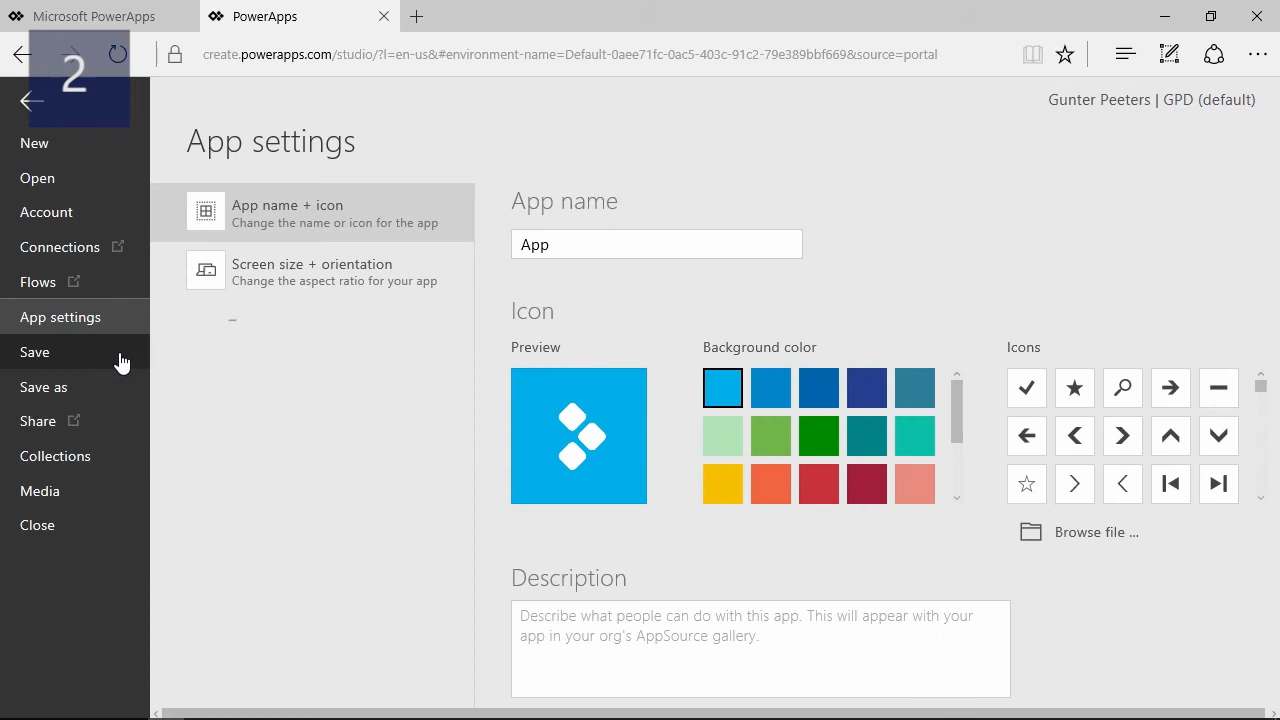 Microsoft PowerApps
PowerApps
create.powerapps.com/studio/?l=en-us&#environment-name=Default-0aee71fc-0ac5-403c-91c2-79e389bbf669&source=portal
2
Gunter Peeters | GPD (default)
New
Open
Account
Connections
Flows
App settings
Save
Save as
Share
Collections
Media
Close
App settings
App name + icon
Change the name or icon for the app
Screen size + orientation
Change the aspect ratio for your app
App name
App
Icon
Preview
Background color
Icons
Browse file ...
Description
Describe what people can do with this app. This will appear with your
app in your org's AppSource gallery.